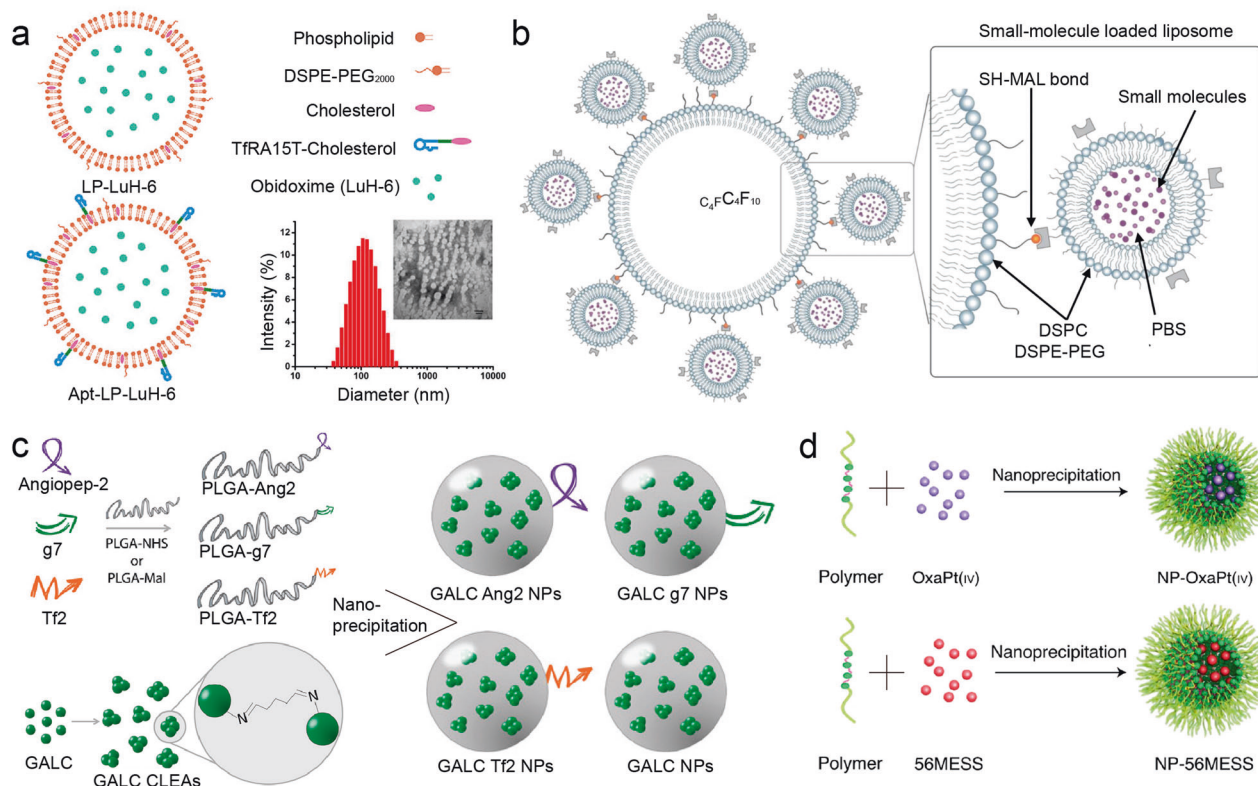 a
Phospholipid
DSPE-PEG2000
Cholesterol
TfRA15T-Cholesterol
Obidoxime (LuH-6)
LP-LuH-6
Apt-LP-LuH-6
Intensity (%)
12
10
8
6
4
2
0
10
100
1000
10000
Diameter (nm)
b
C4FC4F10
Small-molecule loaded liposome
SH-MAL bond
Small molecules
DSPC
DSPE-PEG
PBS
c
Angiopep-2
g7
Tf2
PLGA-NHS
or
PLGA-Mal
PLGA-Ang2
PLGA-g7
PLGA-Tf2
Nano-
precipitation
GALC
GALC CLEAs
N
N
GALC Ang2 NPs
GALC g7 NPs
GALC Tf2 NPs
GALC NPs
d
Nanoprecipitation
Polymer
OxaPt(IV)
NP-OxaPt(IV)
Nanoprecipitation
Polymer
56MESS
NP-56MESS